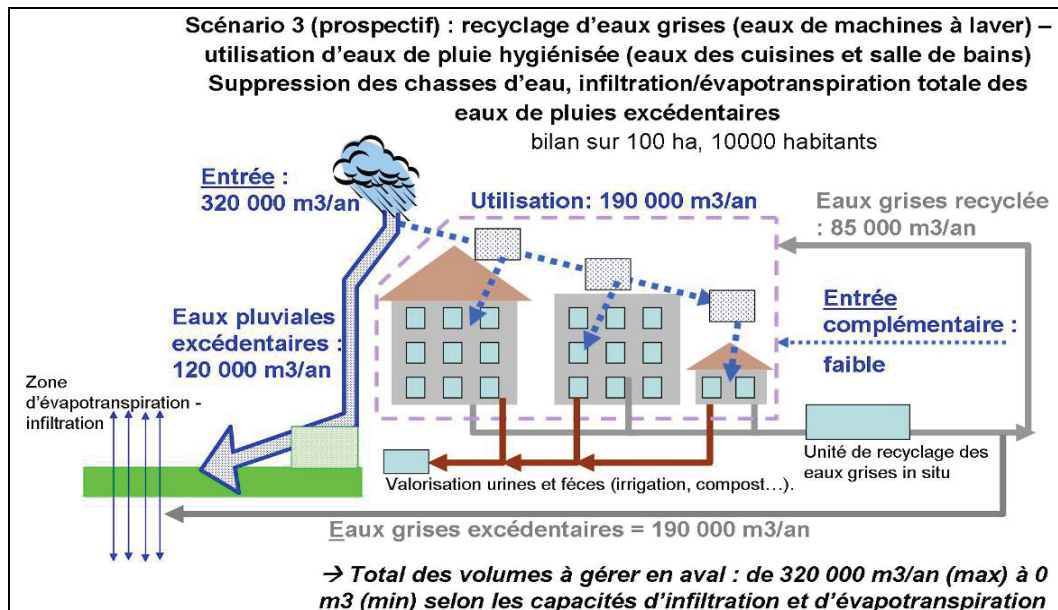 Scénario 3 (prospectif) : recyclage d'eaux grises (eaux de machines à laver) –
utilisation d'eaux de pluie hygiénisée (eaux des cuisines et salle de bains)
Suppression des chasses d'eau, infiltration/évapotranspiration totale des
eaux de pluies excédentaires
bilan sur 100 ha, 10000 habitants
Entrée :
320 000 m3/an
Utilisation: 190 000 m3/an
Eaux grises recyclée
: 85 000 m3/an
Eaux pluviales
excédentaires :
120 000 m3/an
Entrée
complémentaire :
faible
Zone
d'évapotranspiration -
infiltration
Unité de recyclage des
eaux grises in situ
Valorisation urines et féces (irrigation, compost…).
Eaux grises excédentaires = 190 000 m3/an
→ Total des volumes à gérer en aval : de 320 000 m3/an (max) à 0
m3 (min) selon les capacités d'infiltration et d'évapotranspiration